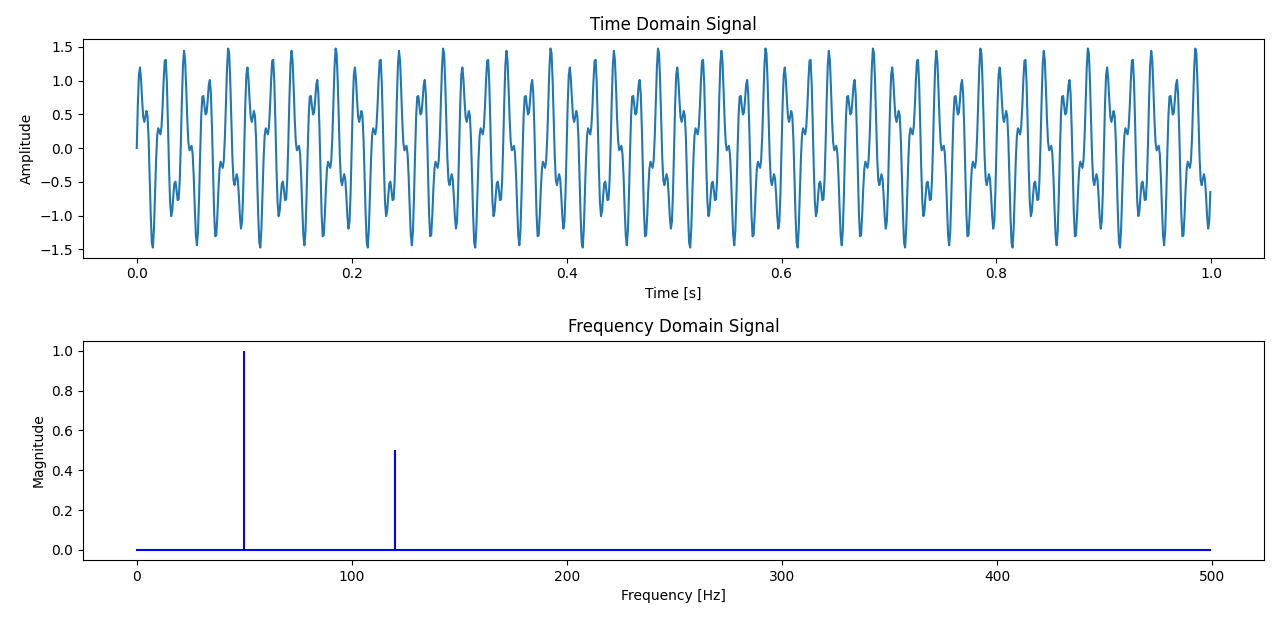 Time Domain Signal
1.5
1.0
0.5
0.0
−0.5
−1.0
−1.5
Amplitude
0.0 0.2 0.4 0.6 0.8 1.0
Time [s]
Frequency Domain Signal
1.0
0.8
0.6
0.4
0.2
0.0
Magnitude
0 100 200 300 400 500
Frequency [Hz]